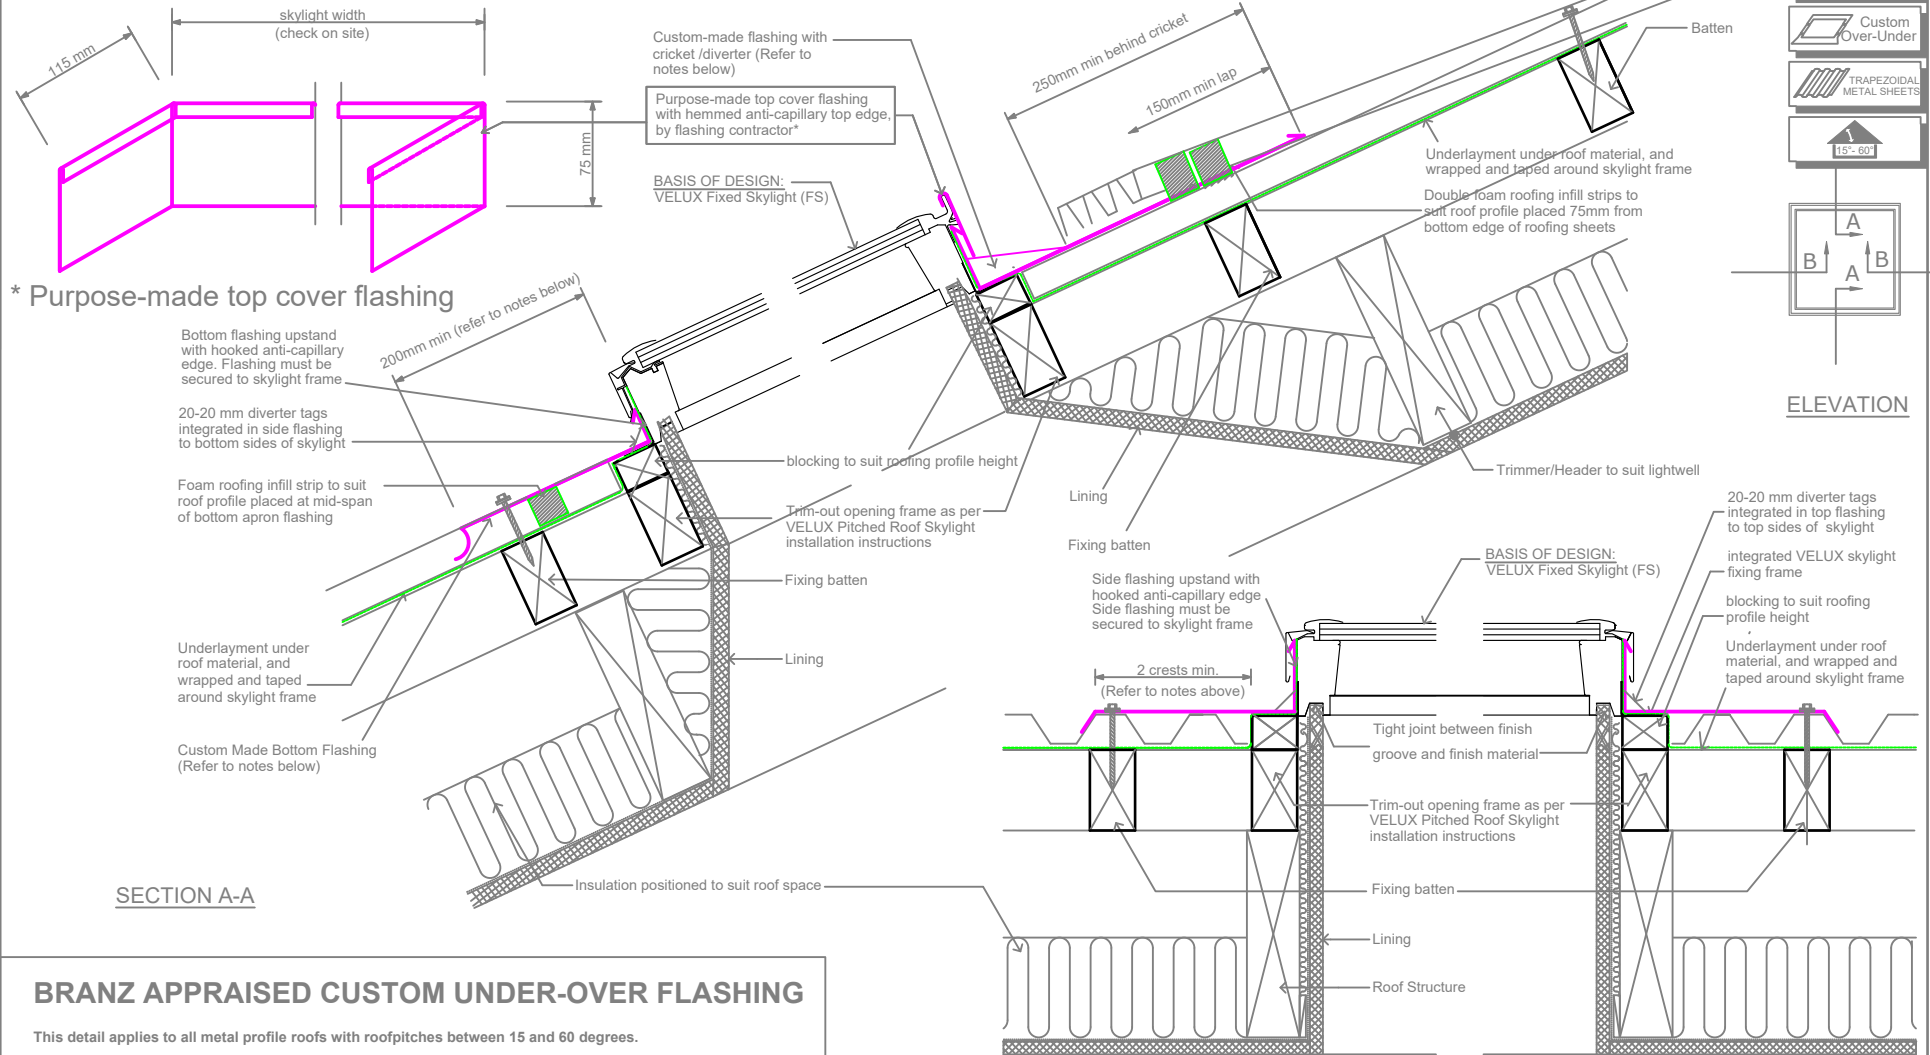 skylight width
(check on site)
115 mm
75 mm
* Purpose-made top cover flashing
Custom-made flashing with
cricket /diverter (Refer to
notes below)
Purpose-made top cover flashing
with hemmed anti-capillary top edge,
by flashing contractor*
BASIS OF DESIGN:
VELUX Fixed Skylight (FS)
250mm min behind cricket
150mm min lap
Batten
Underlayment under roof material, and
wrapped and taped around skylight frame
Double foam roofing infill strips to
suit roof profile placed 75mm from
bottom edge of roofing sheets
Custom
Over-Under
TRAPEZOIDAL
METAL SHEETS
15°- 60°
A
B
B
A
ELEVATION
Bottom flashing upstand
with hooked anti-capillary
edge. Flashing must be
secured to skylight frame
200mm min (refer to notes below)
20-20 mm diverter tags
integrated in side flashing
to bottom sides of skylight
Foam roofing infill strip to suit
roof profile placed at mid-span
of bottom apron flashing
blocking to suit roofing profile height
Trim-out opening frame as per
VELUX Pitched Roof Skylight
installation instructions
Fixing batten
Lining
Underlayment under
roof material, and
wrapped and taped
around skylight frame
Custom Made Bottom Flashing
(Refer to notes below)
Lining
Fixing batten
Trimmer/Header to suit lightwell
Insulation positioned to suit roof space
SECTION A-A
Side flashing upstand with
hooked anti-capillary edge
Side flashing must be
secured to skylight frame
BASIS OF DESIGN:
VELUX Fixed Skylight (FS)
20-20 mm diverter tags
integrated in top flashing
to top sides of skylight
integrated VELUX skylight
fixing frame
blocking to suit roofing
profile height
Underlayment under roof
material, and wrapped and
taped around skylight frame
2 crests min.
(Refer to notes above)
Tight joint between finish
groove and finish material
Trim-out opening frame as per
VELUX Pitched Roof Skylight
installation instructions
Fixing batten
Lining
Roof Structure
BRANZ APPRAISED CUSTOM UNDER-OVER FLASHING
This detail applies to all metal profile roofs with roofpitches between 15 and 60 degrees.